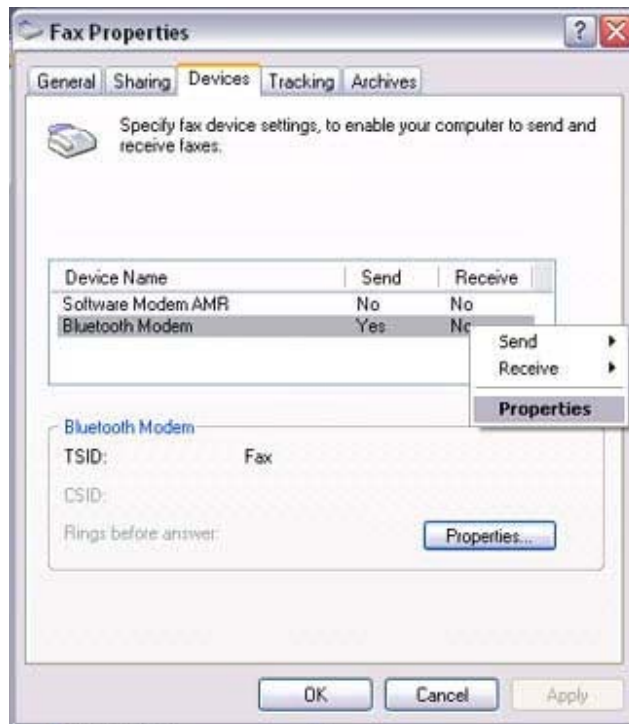 Fax Properties
General Sharing Devices Tracking Archives
Specify fax device settings, to enable your computer to send and
receive faxes.
Device Name Send Receive
Software Modem AMR No No
Bluetooth Modem Yes No
Send
Receive
Properties
Bluetooth Modem
TSID: Fax
CSID:
Rings before answer:
Properties...
OK Cancel Apply